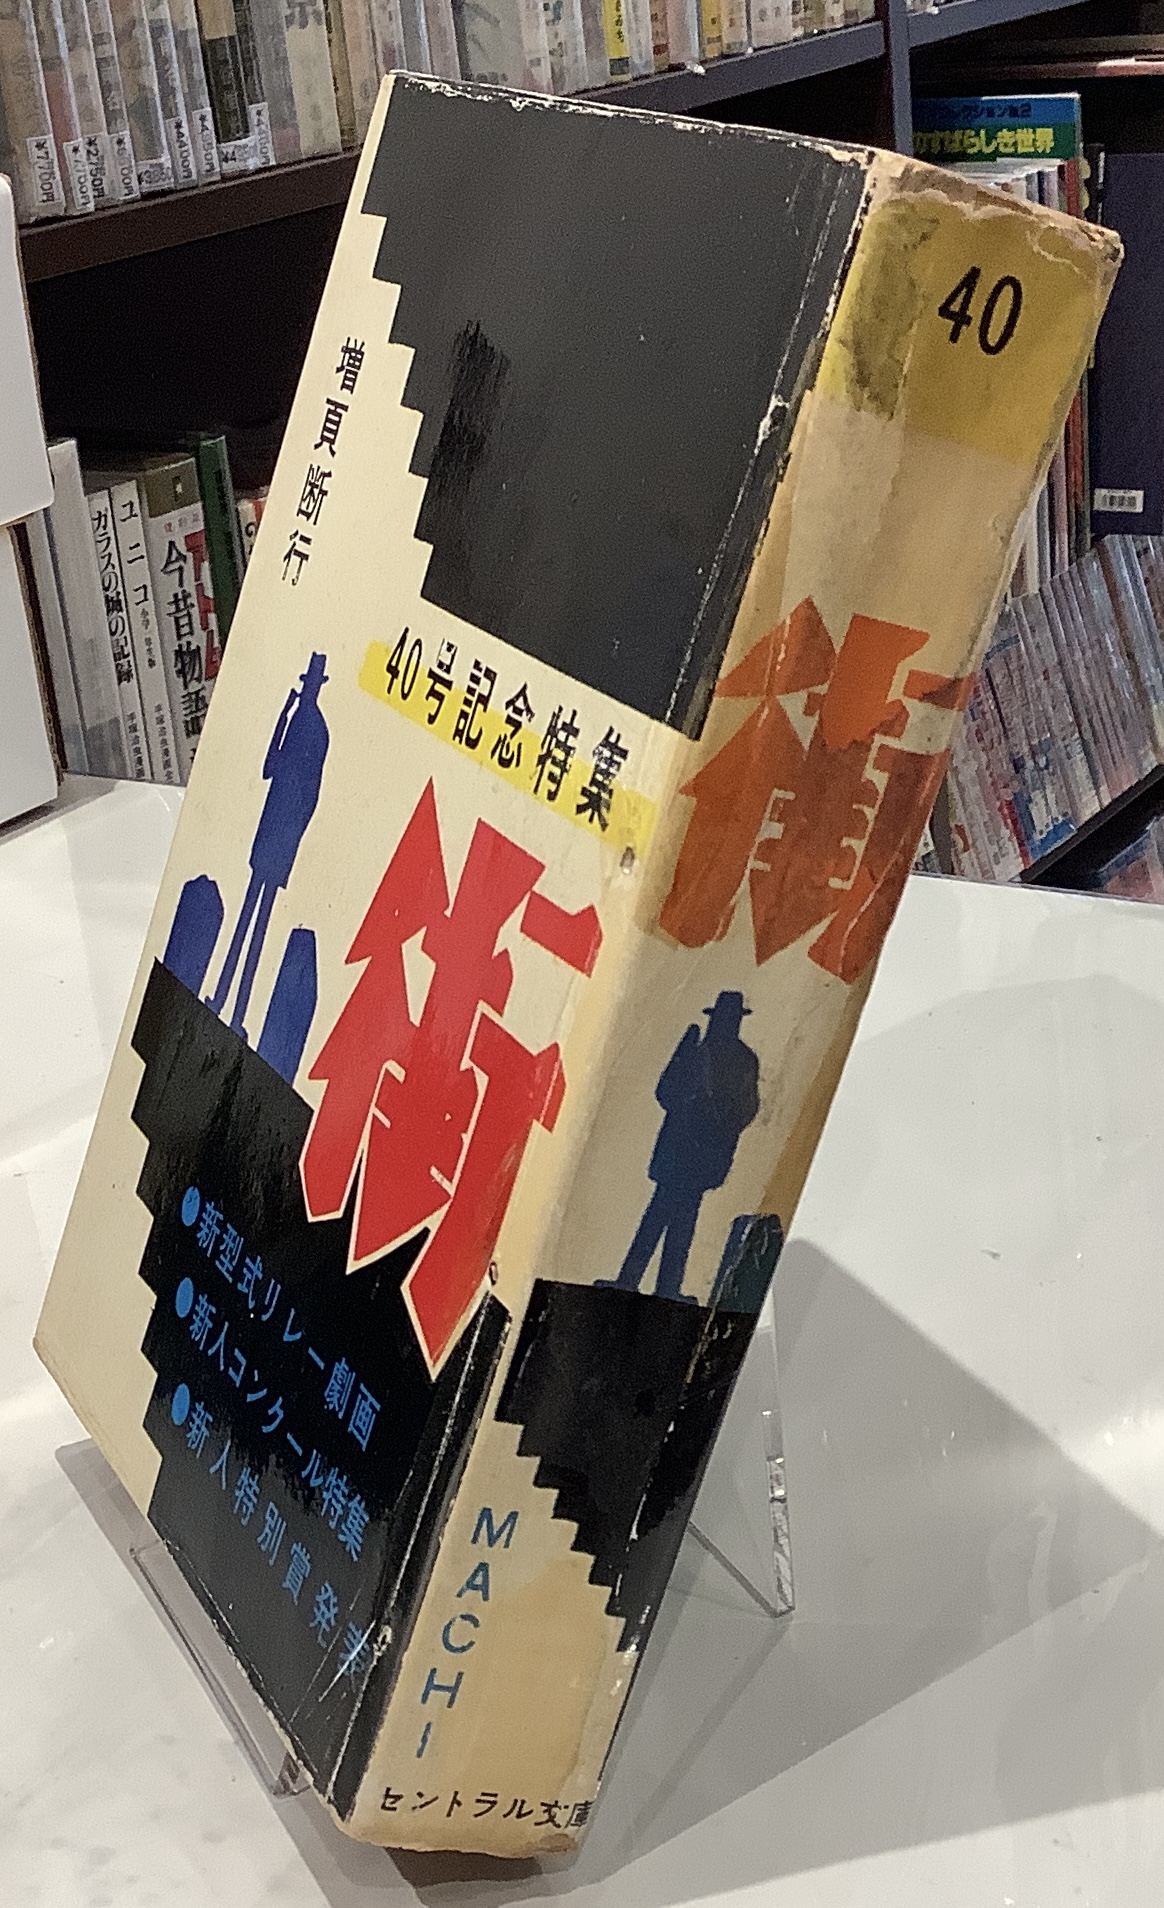 増頁断行
40号記念特集
街
●新型式リレー劇画
●新人コンクール特集
●新人特別賞発表
40
街
MACHI
セントラル文庫
ガラスの城の記録
ユニコ
今昔物語
すばらしき世界